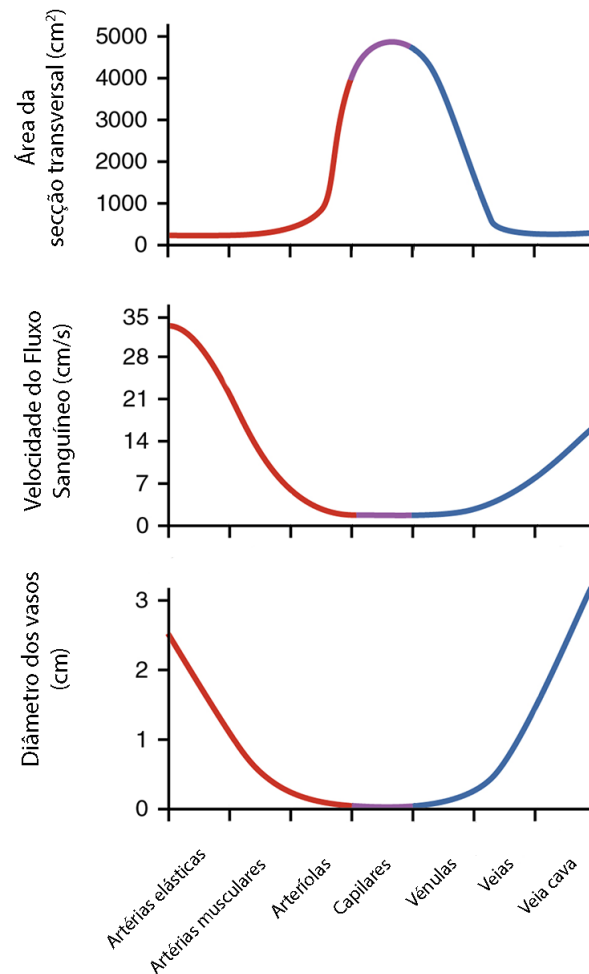 Área da
secção transversal (cm²)
5000
4000
3000
2000
1000
0
Velocidade do Fluxo
Sanguíneo (cm/s)
35
28
21
14
7
0
Diâmetro dos vasos
(cm)
3
2
1
0
Artérias elásticas
Artérias musculares
Arteríolas
Capilares
Vénulas
Veias
Veia cava